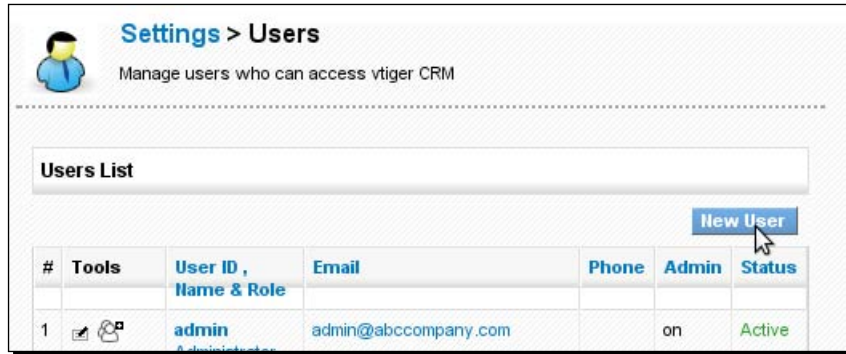 Settings > Users
Manage users who can access vtiger CRM
Users List
New User
# Tools User ID , Email Phone Admin Status
Name & Role
1 admin admin@abccompany.com on Active
Administrator